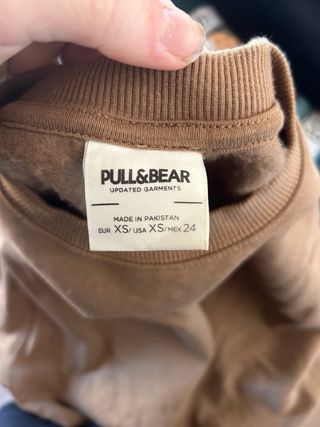 PULL&BEAR
UPDATED GARMENTS
MADE IN PAKISTAN
EUR XS/ USA XS/ MEX 24